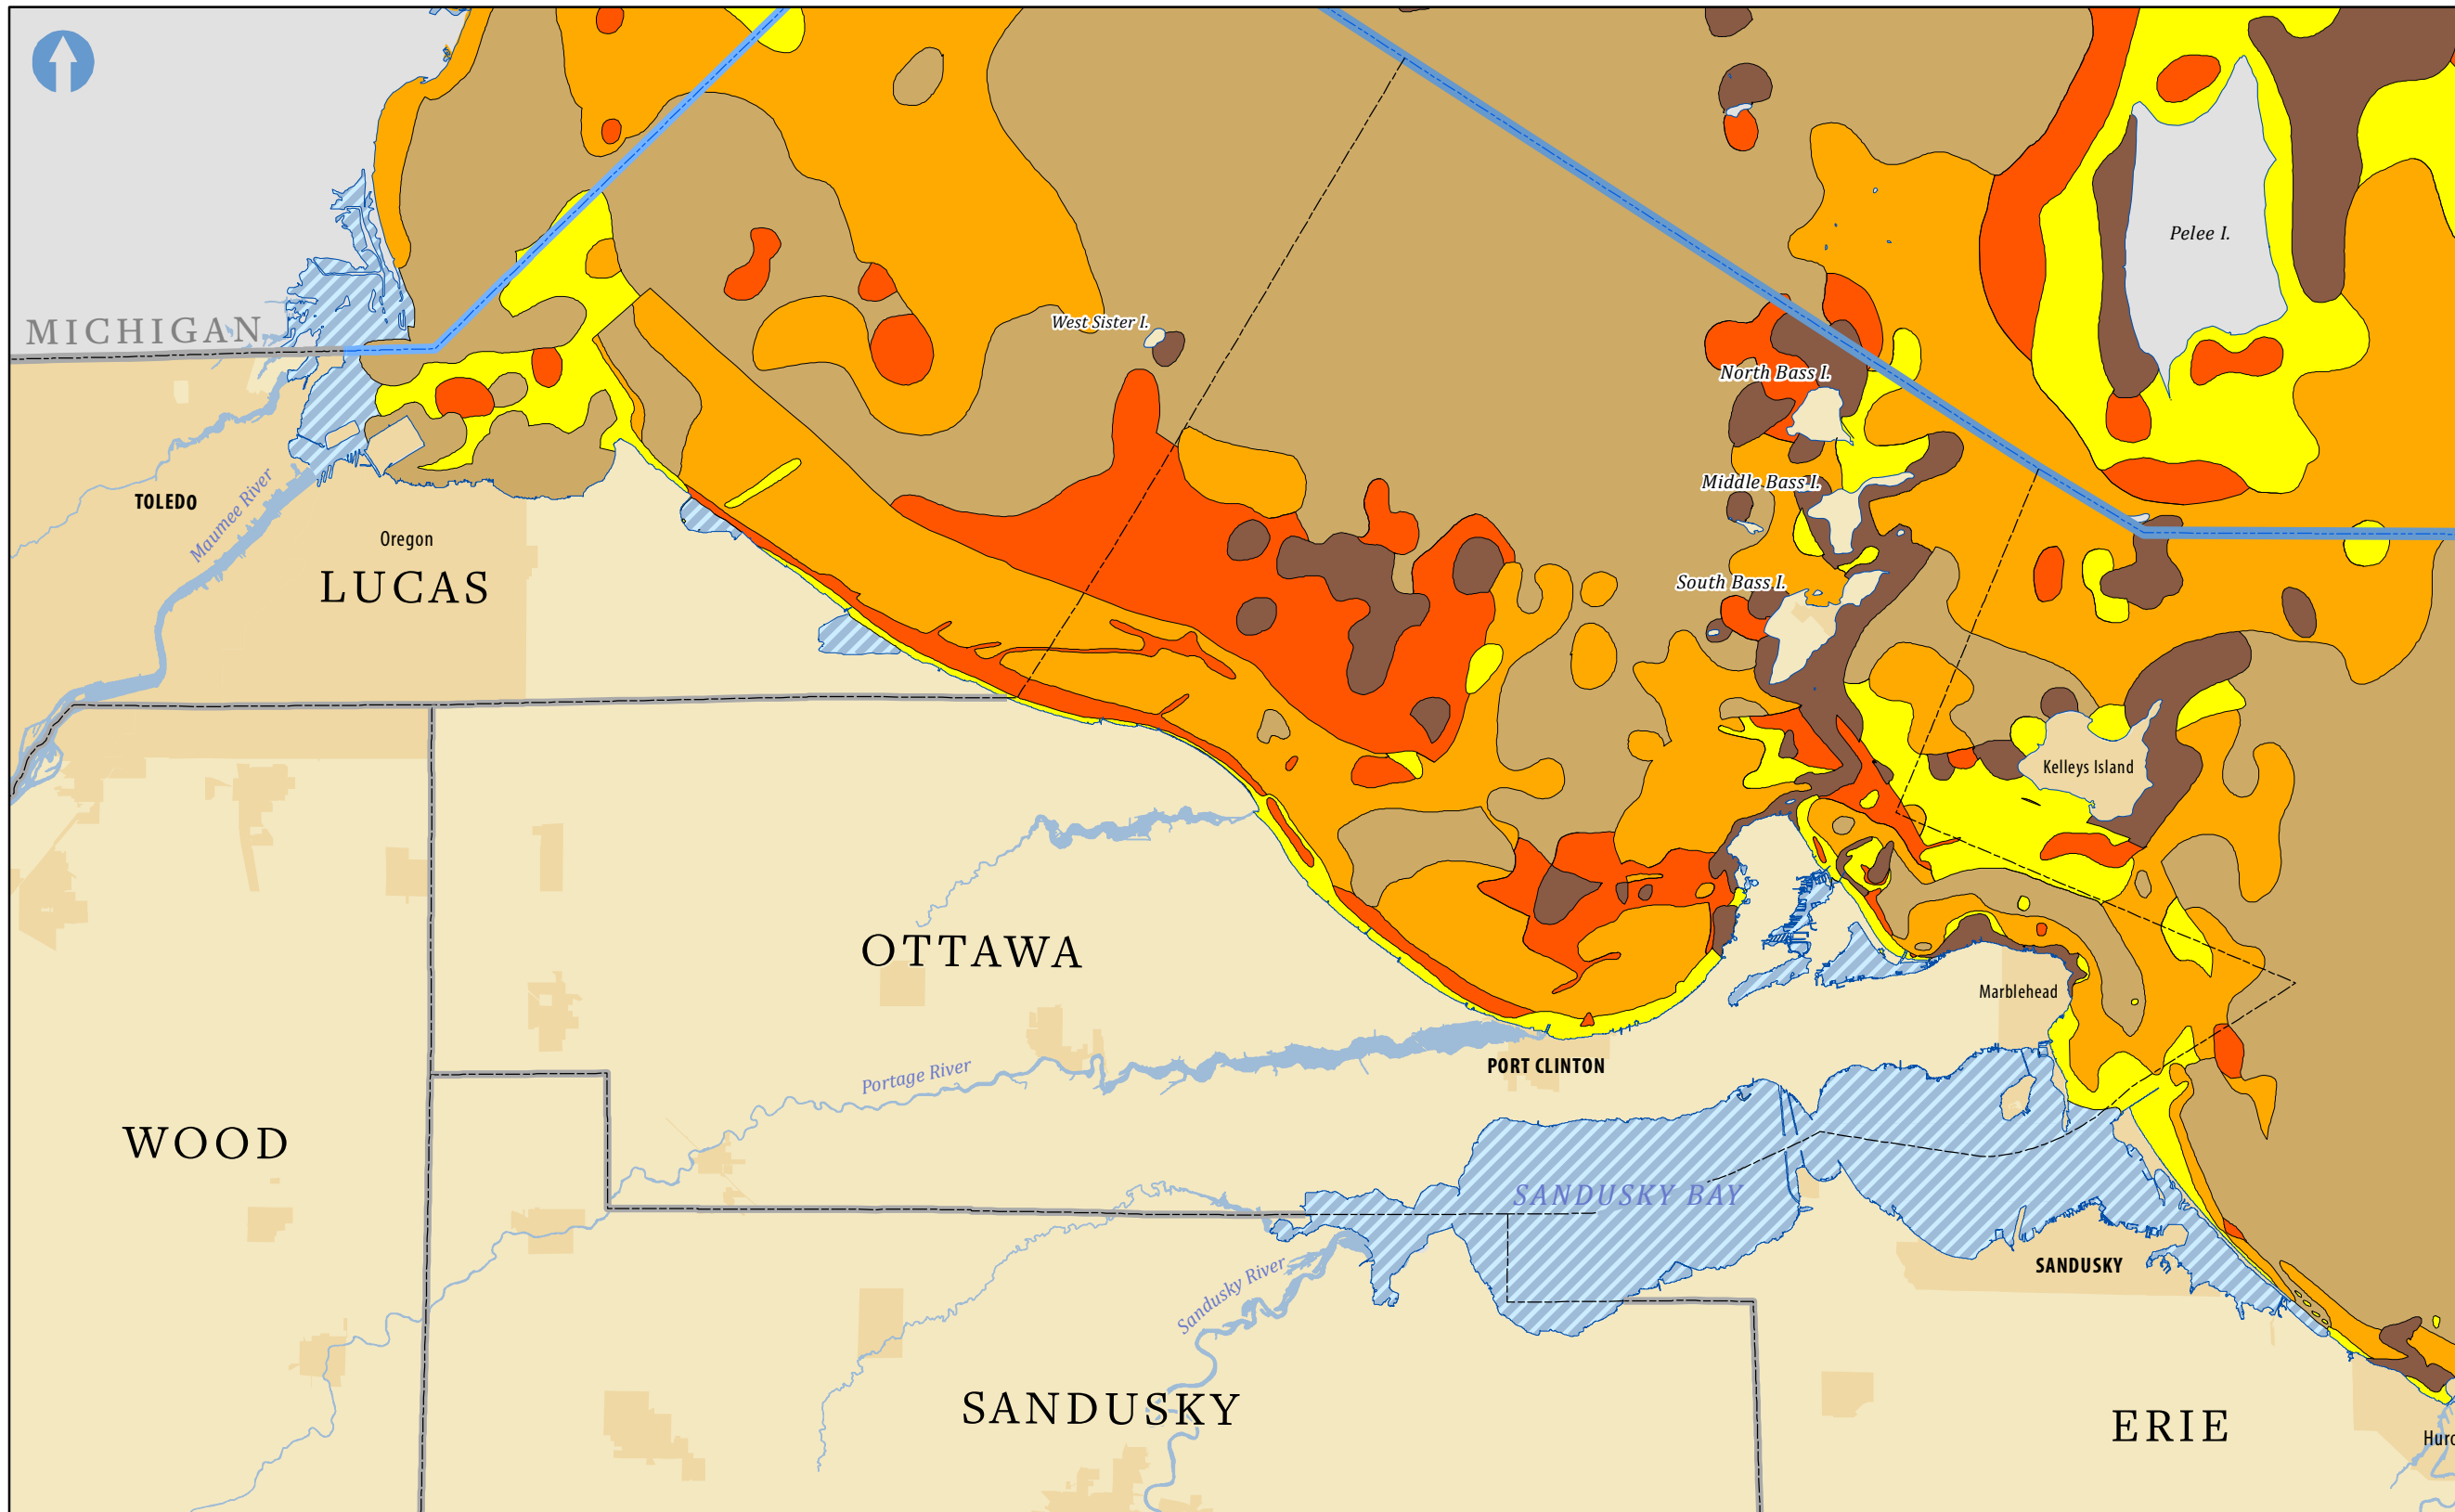 Pelee I.
West Sister I.
MICHIGAN
North Bass I.
Middle Bass I.
TOLEDO
Maumee River
Oregon
LUCAS
South Bass I.
Kelleys Island
OTTAWA
Marblehead
PORT CLINTON
Portage River
WOOD
SANDUSKY BAY
SANDUSKY
Sandusky River
SANDUSKY
ERIE
Huro